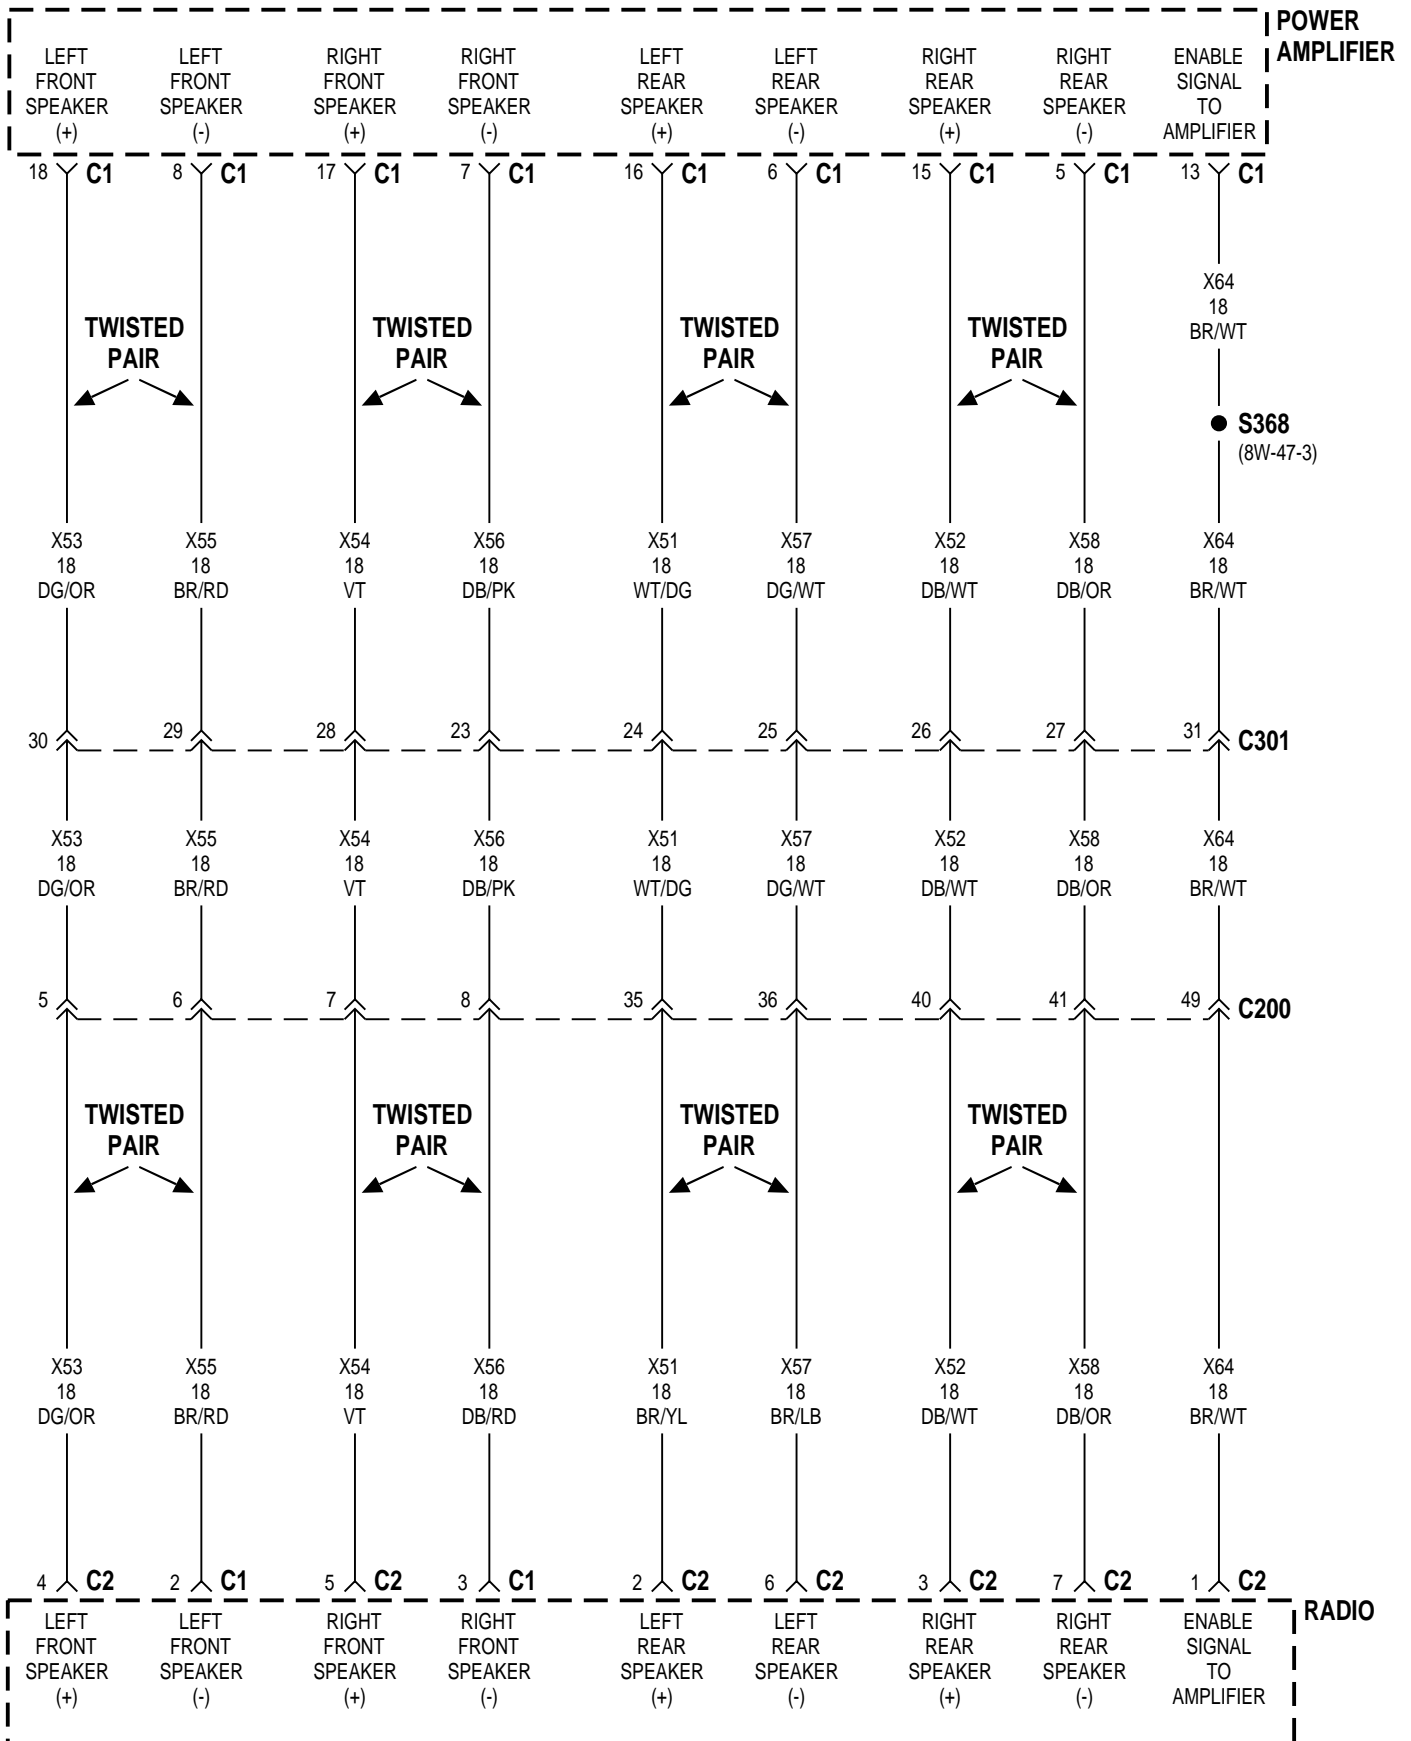 POWER
AMPLIFIER
LEFT LEFT RIGHT RIGHT LEFT LEFT RIGHT RIGHT ENABLE
FRONT FRONT FRONT FRONT REAR REAR REAR REAR SIGNAL
SPEAKER SPEAKER SPEAKER SPEAKER SPEAKER SPEAKER SPEAKER SPEAKER TO
(+) (-) (+) (-) (+) (-) (+) (-) AMPLIFIER
18 C1 8 C1 17 C1 7 C1 16 C1 6 C1 15 C1 5 C1 13 C1
X64
18
BR/WT
TWISTED TWISTED TWISTED TWISTED
PAIR PAIR PAIR PAIR
S368
(8W-47-3)
X53 X55 X54 X56 X51 X57 X52 X58 X64
18 18 18 18 18 18 18 18 18
DG/OR BR/RD VT DB/PK WT/DG DG/WT DB/WT DB/OR BR/WT
30 29 28 23 24 25 26 27 31 C301
X53 X55 X54 X56 X51 X57 X52 X58 X64
18 18 18 18 18 18 18 18 18
DG/OR BR/RD VT DB/PK WT/DG DG/WT DB/WT DB/OR BR/WT
5 6 7 8 35 36 40 41 49 C200
TWISTED TWISTED TWISTED TWISTED
PAIR PAIR PAIR PAIR
X53 X55 X54 X56 X51 X57 X52 X58 X64
18 18 18 18 18 18 18 18 18
DG/OR BR/RD VT DB/RD BR/YL BR/LB DB/WT DB/OR BR/WT
4 C2 2 C1 5 C2 3 C1 2 C2 6 C2 3 C2 7 C2 1 C2
RADIO
LEFT LEFT RIGHT RIGHT LEFT LEFT RIGHT RIGHT ENABLE
FRONT FRONT FRONT FRONT REAR REAR REAR REAR SIGNAL
SPEAKER SPEAKER SPEAKER SPEAKER SPEAKER SPEAKER SPEAKER SPEAKER TO
(+) (-) (+) (-) (+) (-) (+) (-) AMPLIFIER